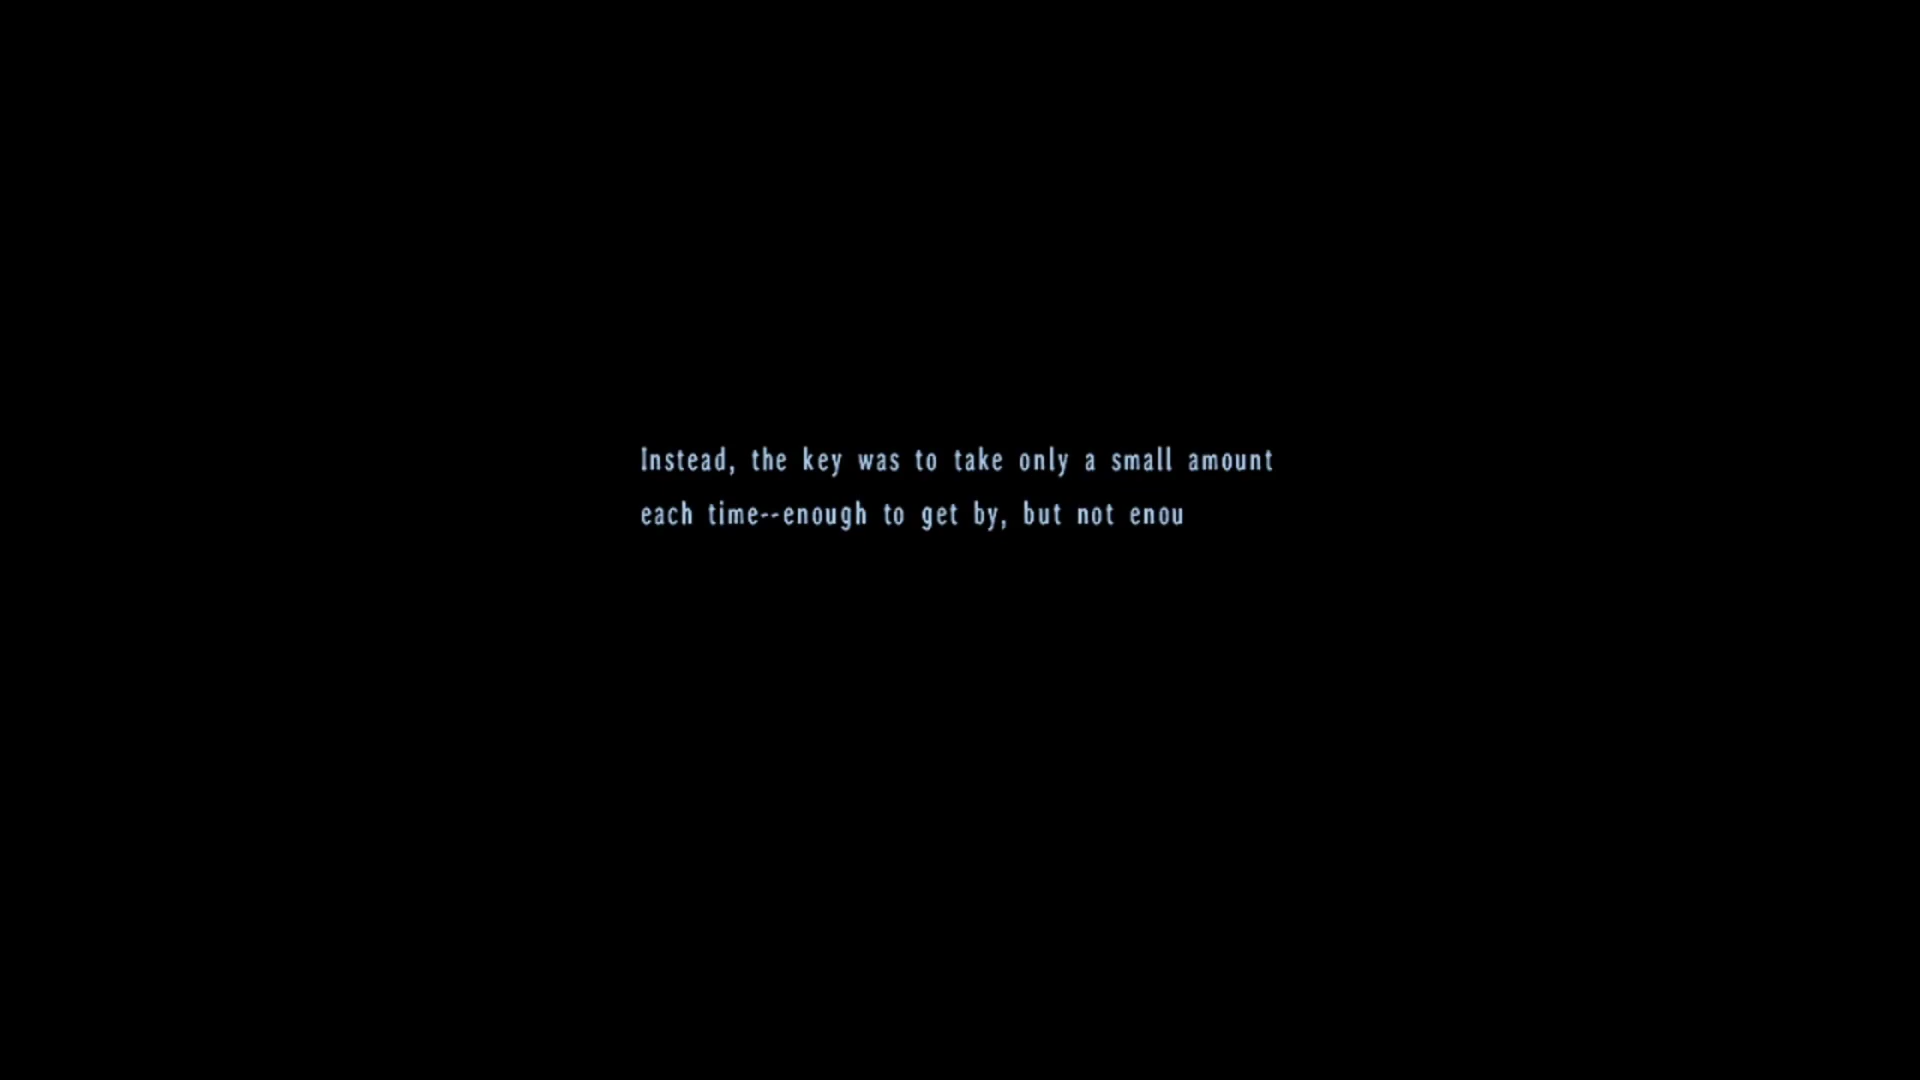 Instead, the key was to take only a small amount
each time--enough to get by, but not enou